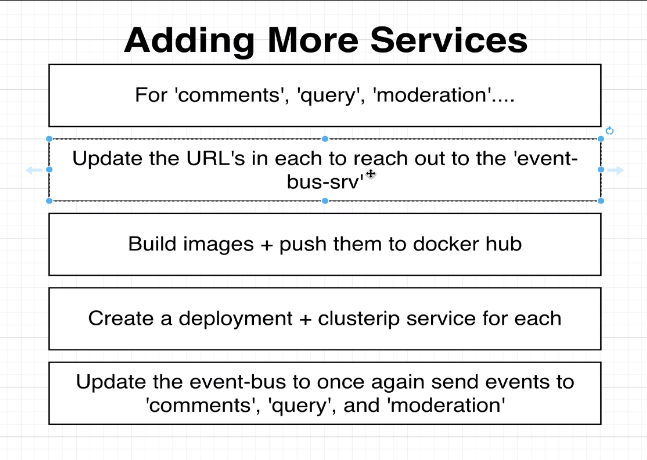 Adding More Services
For 'comments', 'query', 'moderation'....
Update the URL's in each to reach out to the 'event-
bus-srv'
Build images + push them to docker hub
Create a deployment + clusterip service for each
Update the event-bus to once again send events to
'comments', 'query', and 'moderation'